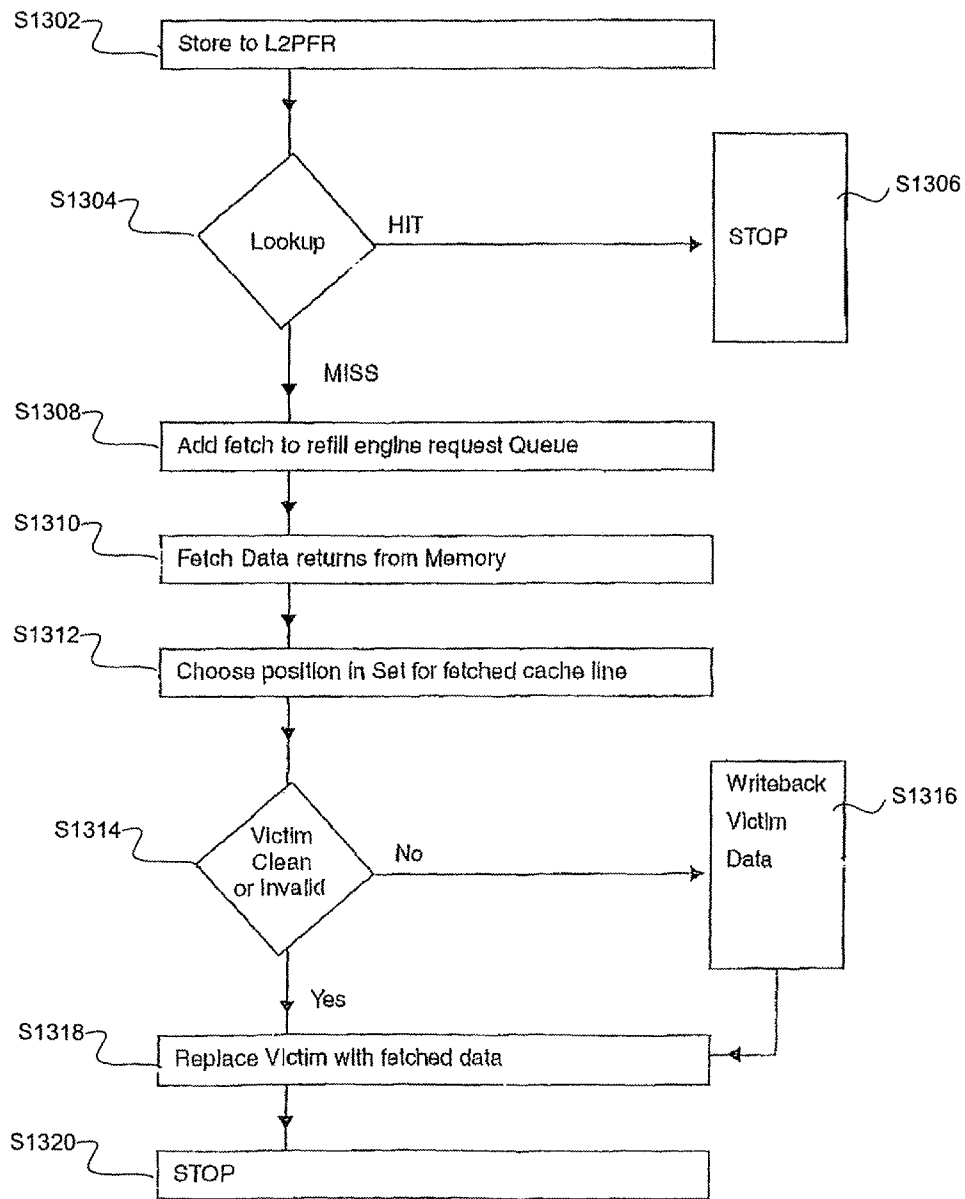 S1302
Store to L2PFR
S1304
Lookup
HIT
S1306
STOP
MISS
S1308
Add fetch to refill engine request Queue
S1310
Fetch Data returns from Memory
S1312
Choose position in Set for fetched cache line
S1314
Victim
Clean
or Invalid
No
Writeback
Victim
Data
S1316
Yes
S1318
Replace Victim with fetched data
S1320
STOP